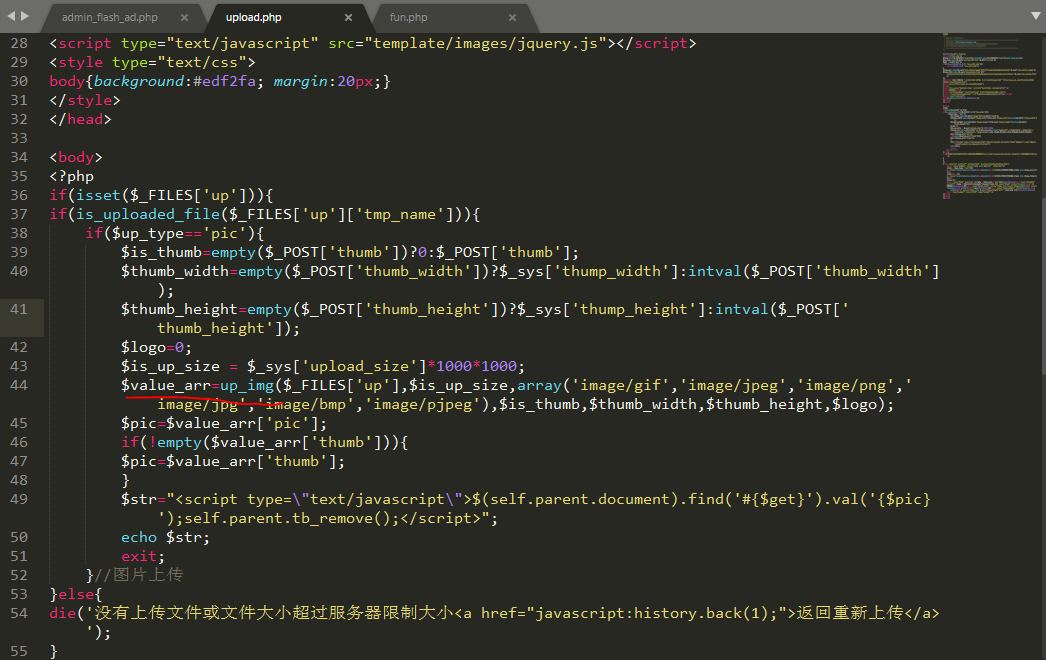 admin_flash_ad.php
upload.php
fun.php
28 <script type="text/javascript" src="template/images/jquery.js"></script>
29 <style type="text/css">
30 body{background:#edf2fa; margin:20px;}
31 </style>
32 </head>
33
34 <body>
35 <?php
36 if(isset($_FILES['up'])){
37 if(is_uploaded_file($_FILES['up']['tmp_name'])){
38 if($up_type=='pic'){
39 $is_thumb=empty($_POST['thumb'])?0:$_POST['thumb'];
40 $thumb_width=empty($_POST['thumb_width'])?$_sys['thump_width']:intval($_POST['thumb_width']
);
41 $thumb_height=empty($_POST['thumb_height'])?$_sys['thump_height']:intval($_POST['
thumb_height']);
42 $logo=0;
43 $is_up_size = $_sys['upload_size']*1000*1000;
44 $value_arr=up_img($_FILES['up'],$is_up_size,array('image/gif','image/jpeg','image/png','
image/jpg','image/bmp','image/pjpeg'),$is_thumb,$thumb_width,$thumb_height,$logo);
45 $pic=$value_arr['pic'];
46 if(!empty($value_arr['thumb'])){
47 $pic=$value_arr['thumb'];
48 }
49 $str="<script type=\"text/javascript\">$(self.parent.document).find('#{$get}').val('{$pic}
');self.parent.tb_remove();</script>";
50 echo $str;
51 exit;
52 }//图片上传
53 }else{
54 die('没有上传文件或文件大小超过服务器限制大小<a href="javascript:history.back(1);">返回重新上传</a>
');
55 }